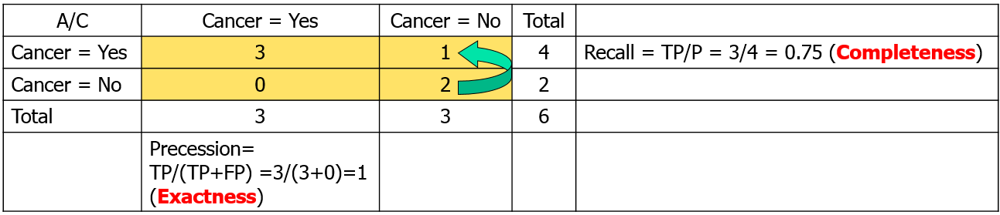 A/C Cancer = Yes Cancer = No Total
Cancer = Yes 3 1 4 Recall = TP/P = 3/4 = 0.75 (Completeness)
Cancer = No 0 2 2
Total 3 3 6
Precession=
TP/(TP+FP) =3/(3+0)=1
(Exactness)